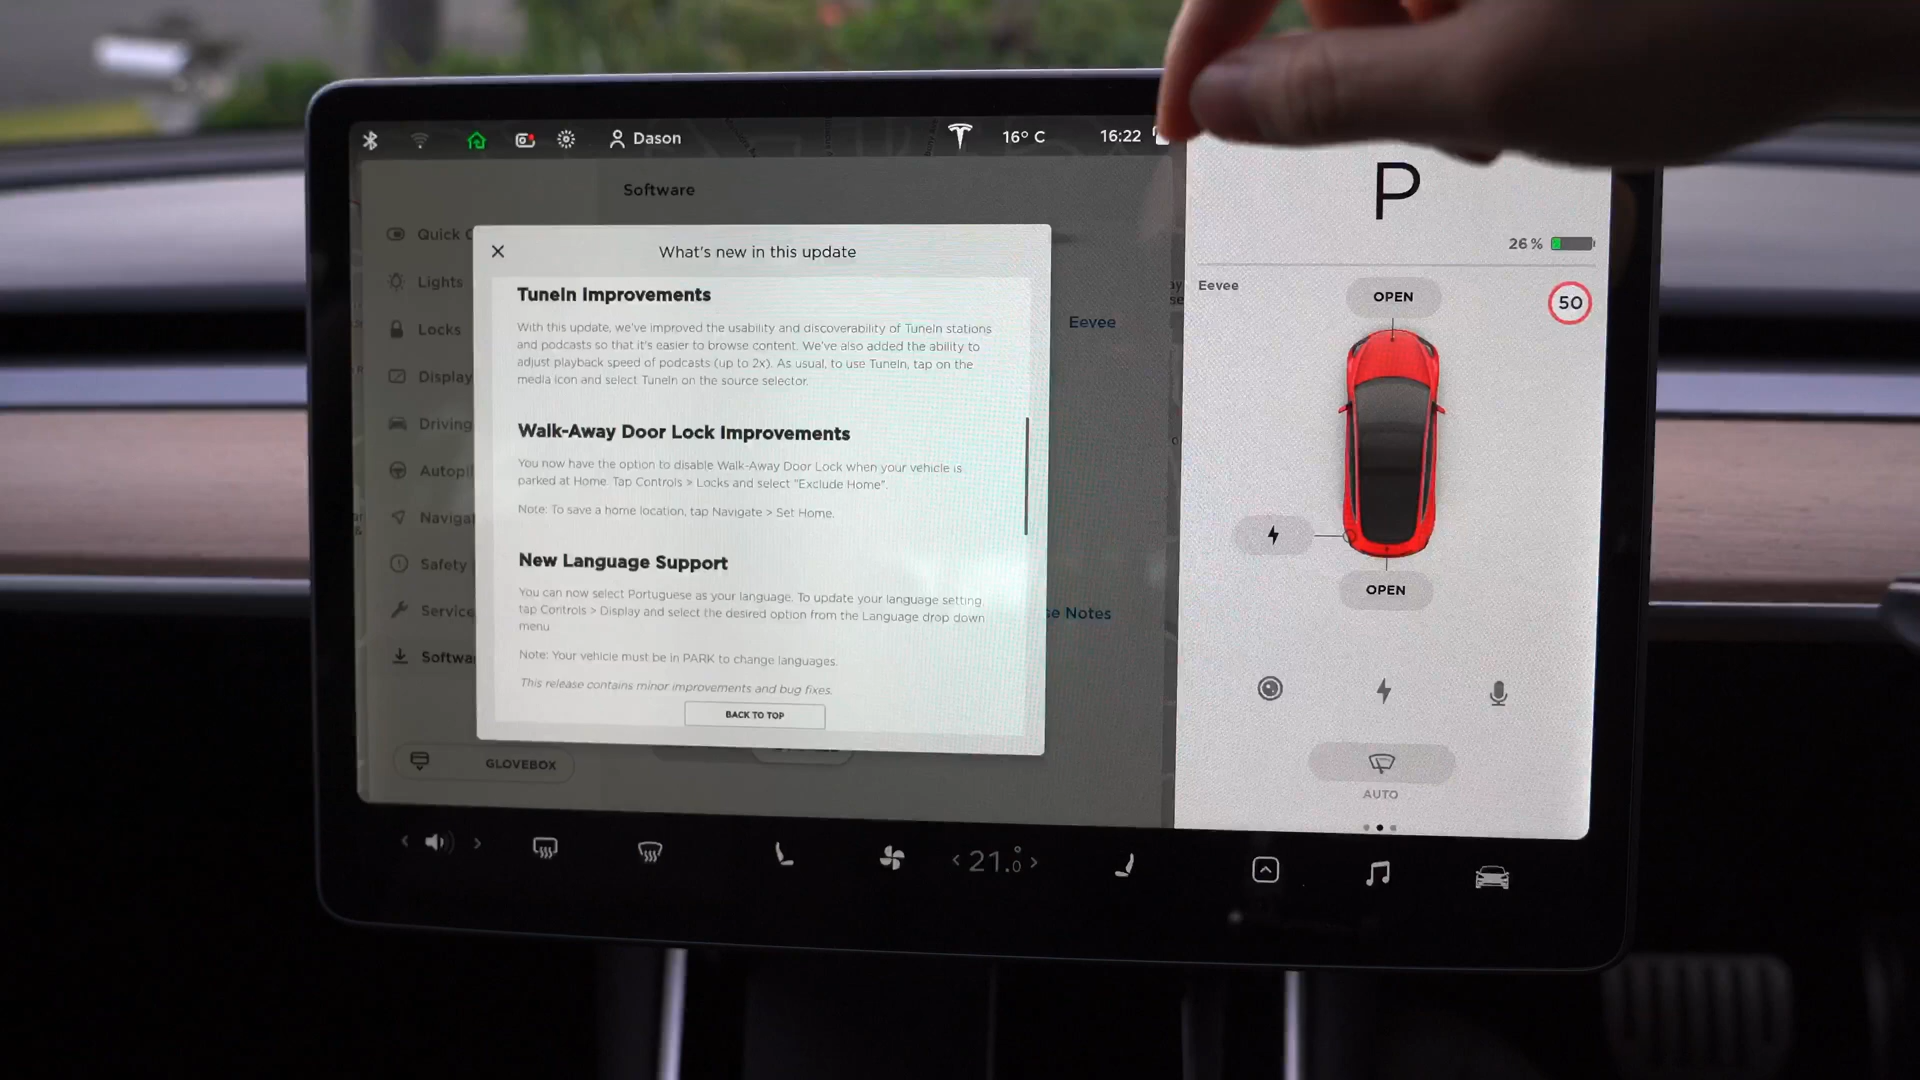 Dason
16° C
16:22
Software
Quick C
Lights
Locks
Display
Driving
Autopil
Navigat
Safety
Service
Softwa
GLOVEBOX
What's new in this update
TuneIn Improvements
With this update, we've improved the usability and discoverability of TuneIn stations
and podcasts so that it's easier to browse content. We've also added the ability to
adjust playback speed of podcasts (up to 2x). As usual, to use TuneIn, tap on the
media icon and select TuneIn on the source selector.
Walk-Away Door Lock Improvements
You now have the option to disable Walk-Away Door Lock when your vehicle is
parked at Home. Tap Controls > Locks and select "Exclude Home".
Note: To save a home location, tap Navigate > Set Home.
New Language Support
You can now select Portuguese as your language. To update your language setting
tap Controls > Display and select the desired option from the Language drop down
menu.
Note: Your vehicle must be in PARK to change languages.
This release contains minor improvements and bug fixes.
BACK TO TOP
Eevee
se Notes
P
26 %
Eevee
OPEN
50
OPEN
AUTO
21.0°